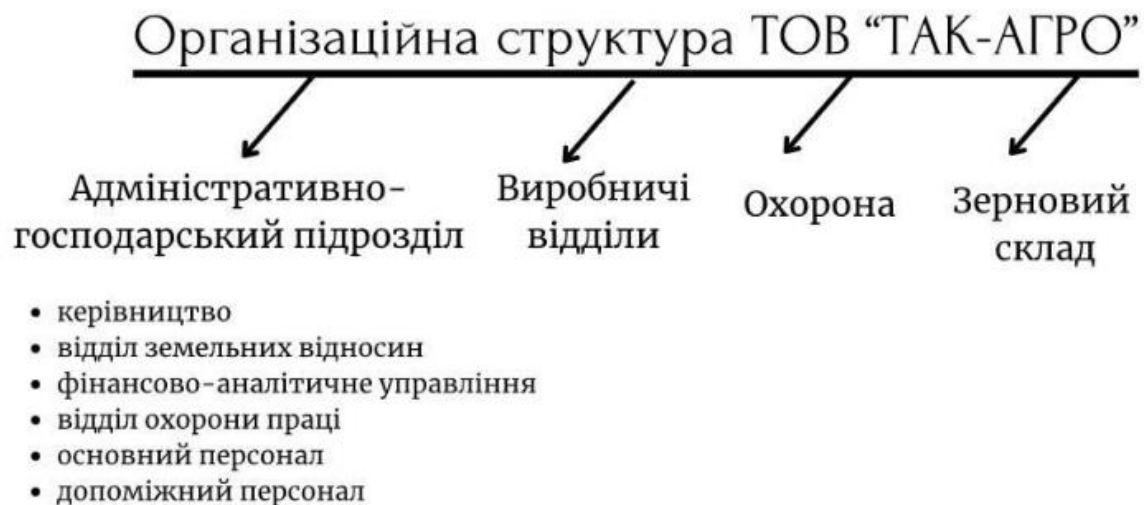 Організаційна структура ТОВ “ТАК-АГРО”
Адміністративно-
господарський підрозділ
Виробничі
відділи
Охорона
Зерновий
склад
• керівництво
• відділ земельних відносин
• фінансово-аналітичне управління
• відділ охорони праці
• основний персонал
• допоміжний персонал